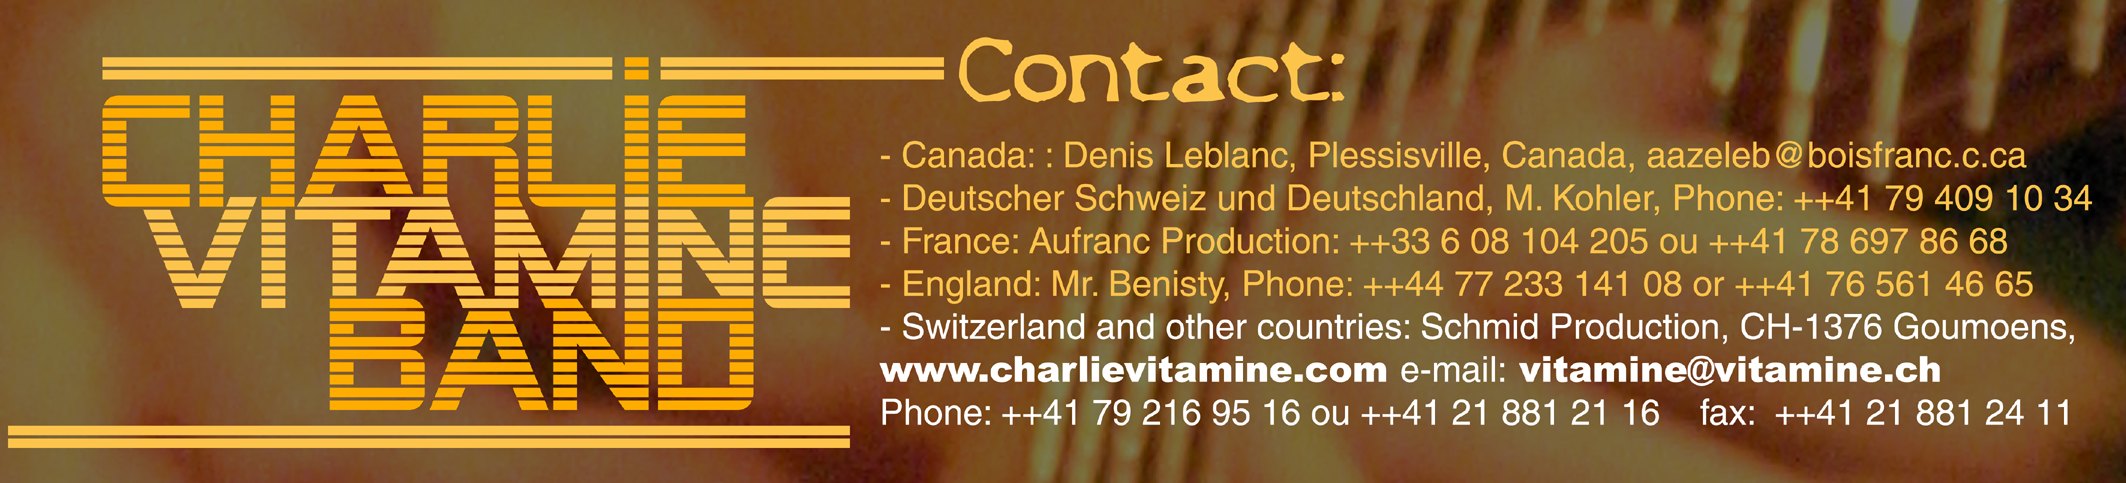 CHARLiE
VITAMiNE
BAND
Contact:
- Canada: : Denis Leblanc, Plessisville, Canada, aazeleb@boisfranc.c.ca
- Deutscher Schweiz und Deutschland, M. Kohler, Phone: ++41 79 409 10 34
- France: Aufranc Production: ++33 6 08 104 205 ou ++41 78 697 86 68
- England: Mr. Benisty, Phone: ++44 77 233 141 08 or ++41 76 561 46 65
- Switzerland and other countries: Schmid Production, CH-1376 Goumoens,
www.charlievitamine.com e-mail: vitamine@vitamine.ch
Phone: ++41 79 216 95 16 ou ++41 21 881 21 16 fax: ++41 21 881 24 11